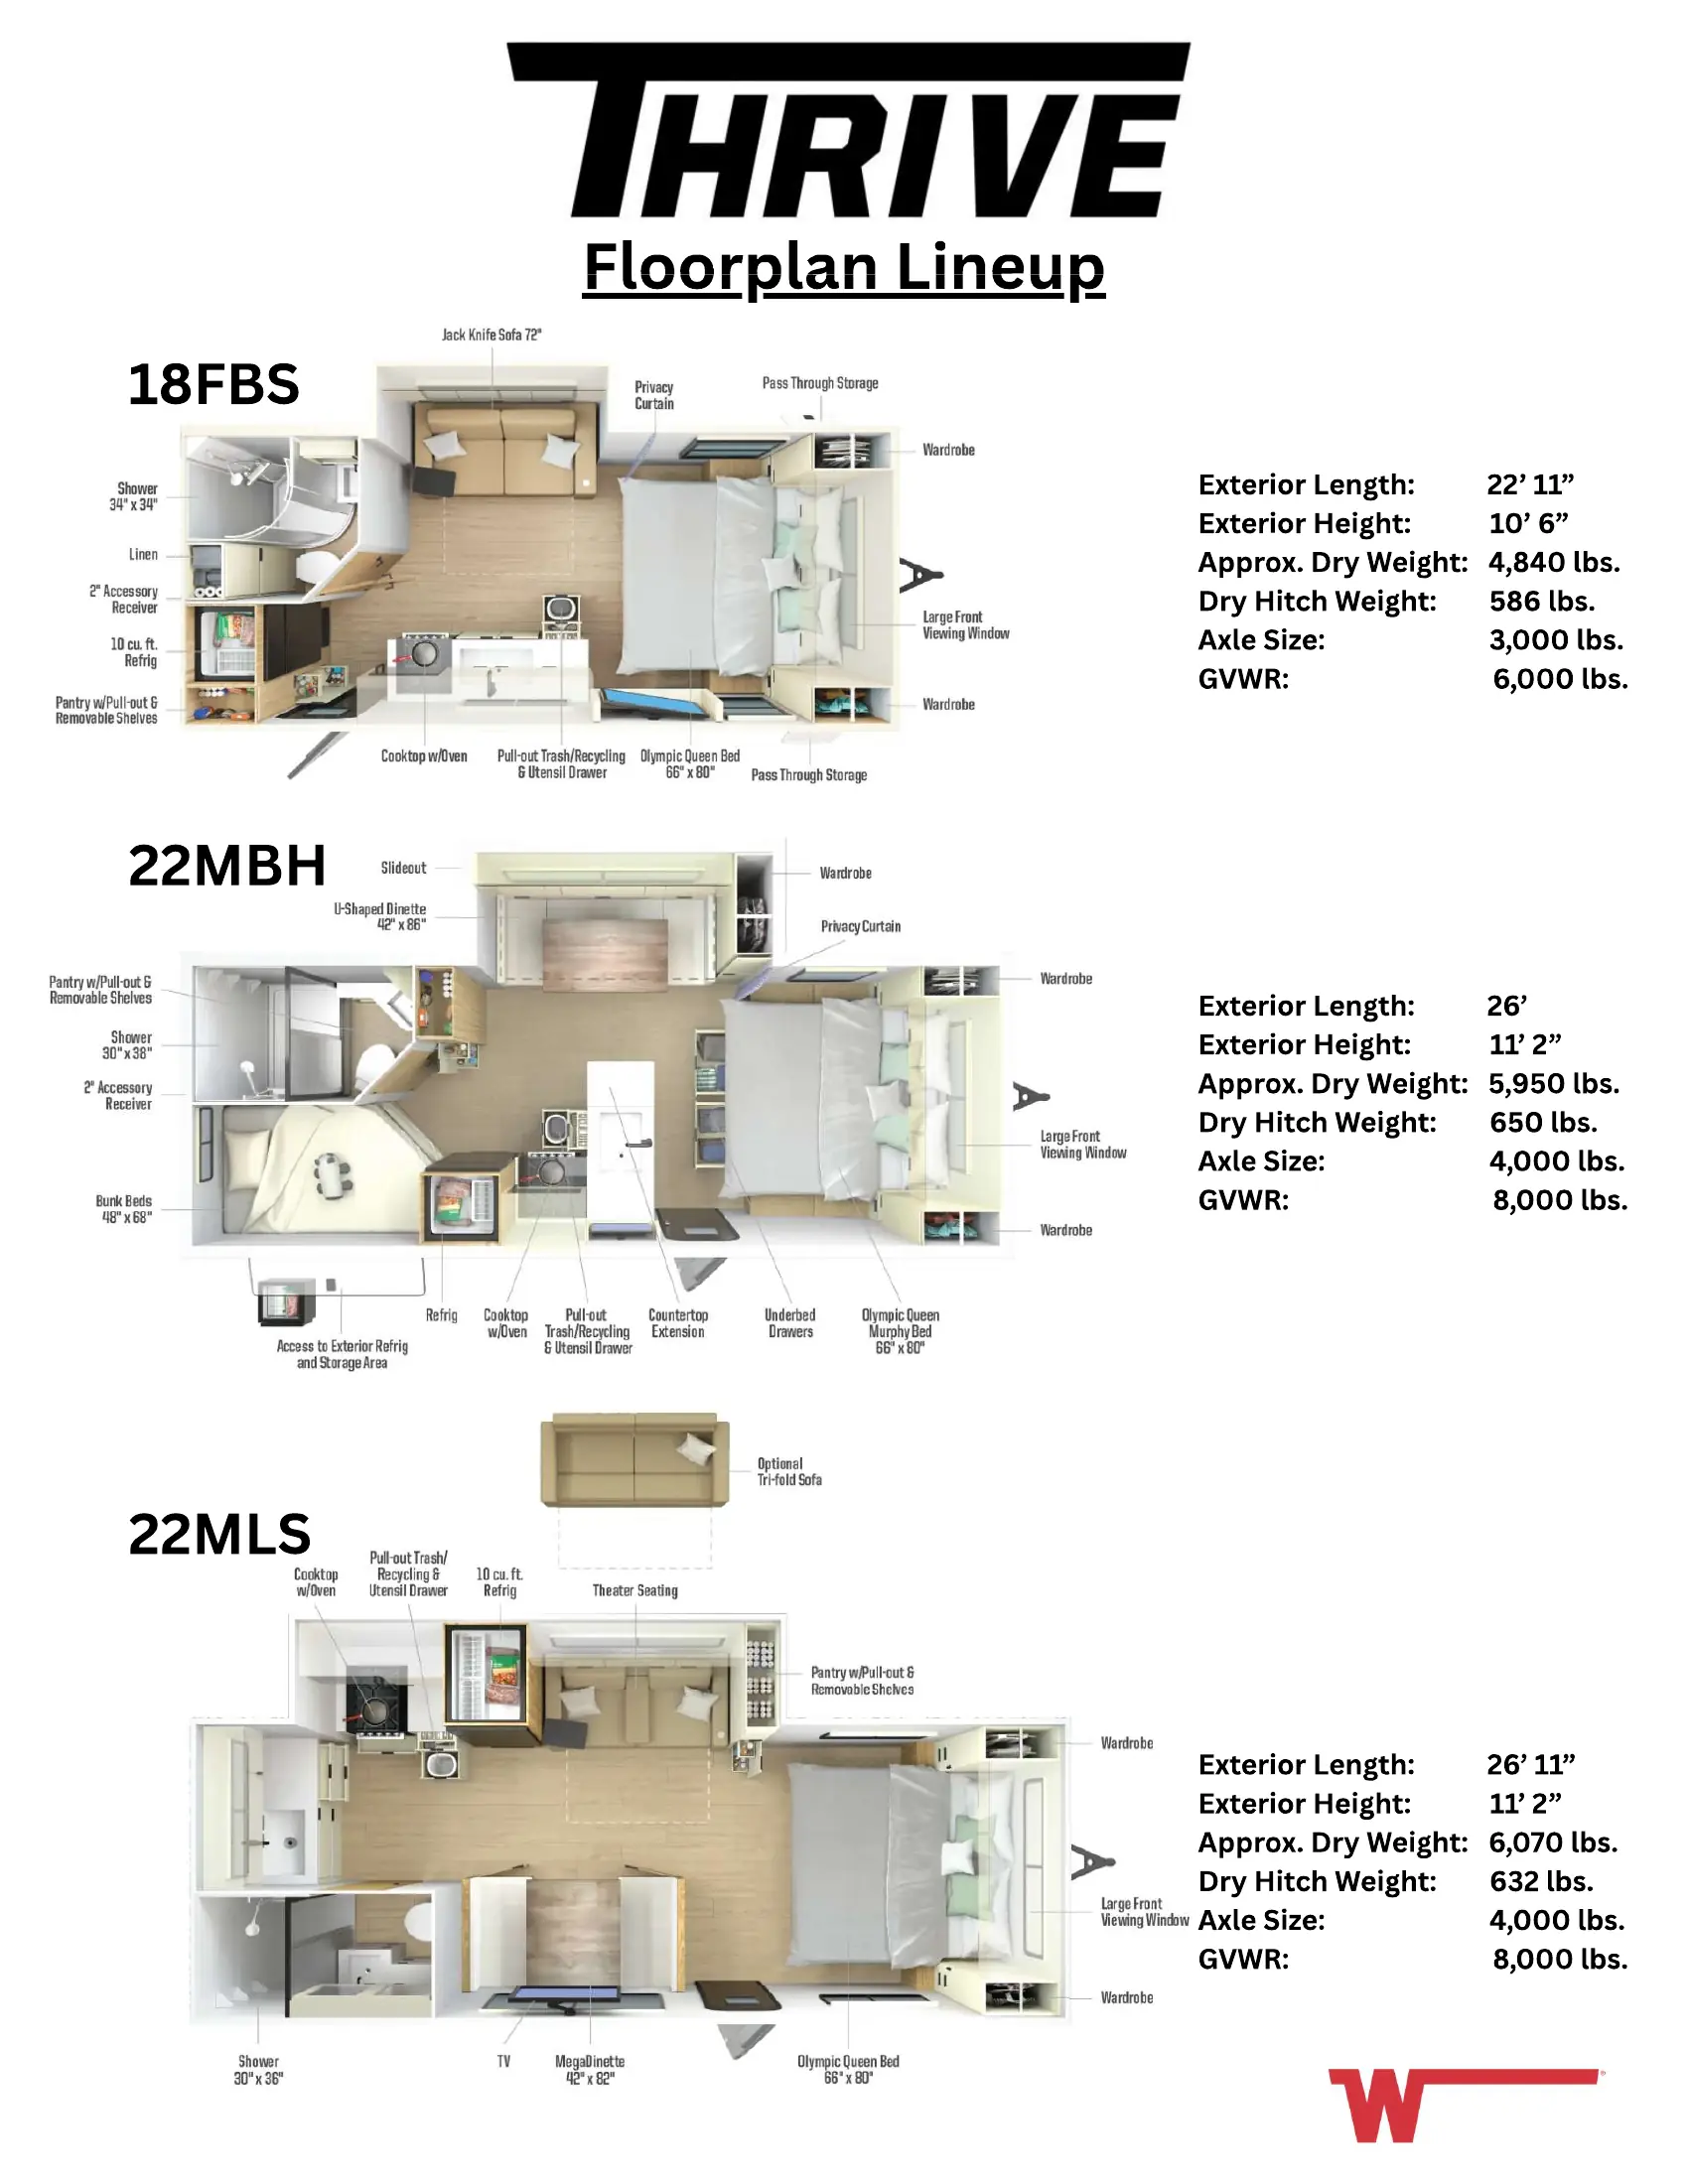 THRIVE
Floorplan Lineup
18FBS
Jack Knife Sofa 72"
Privacy
Curtain
Pass Through Storage
Wardrobe
Shower
34" x 34"
Linen
2" Accessory
Receiver
10 cu. ft.
Refrig
Pantry w/Pull-out &
Removable Shelves
Large Front
Viewing Window
Wardrobe
Cooktop w/Oven
Pull-out Trash/Recycling
& Utensil Drawer
Olympic Queen Bed
66" x 80"
Pass Through Storage
Exterior Length: 22’ 11”
Exterior Height: 10’ 6”
Approx. Dry Weight: 4,840 lbs.
Dry Hitch Weight: 586 lbs.
Axle Size: 3,000 lbs.
GVWR: 6,000 lbs.
22MBH
Slideout
U-Shaped Dinette
42" x 86"
Wardrobe
Privacy Curtain
Pantry w/Pull-out &
Removable Shelves
Shower
30" x 38"
2" Accessory
Receiver
Bunk Beds
48" x 68"
Wardrobe
Large Front
Viewing Window
Wardrobe
Access to Exterior Refrig
and Storage Area
Refrig
Cooktop
w/Oven
Pull-out
Trash/Recycling
& Utensil Drawer
Countertop
Extension
Underbed
Drawers
Olympic Queen
Murphy Bed
66" x 80"
Exterior Length: 26’
Exterior Height: 11’ 2”
Approx. Dry Weight: 5,950 lbs.
Dry Hitch Weight: 650 lbs.
Axle Size: 4,000 lbs.
GVWR: 8,000 lbs.
Optional
Tri-fold Sofa
22MLS
Cooktop
w/Oven
Pull-out Trash/
Recycling &
Utensil Drawer
10 cu. ft.
Refrig
Theater Seating
Pantry w/Pull-out &
Removable Shelves
Wardrobe
Large Front
Viewing Window
Wardrobe
Shower
30" x 36"
TV
MegaDinette
42" x 82"
Olympic Queen Bed
66" x 80"
Exterior Length: 26’ 11”
Exterior Height: 11’ 2”
Approx. Dry Weight: 6,070 lbs.
Dry Hitch Weight: 632 lbs.
Axle Size: 4,000 lbs.
GVWR: 8,000 lbs.
W